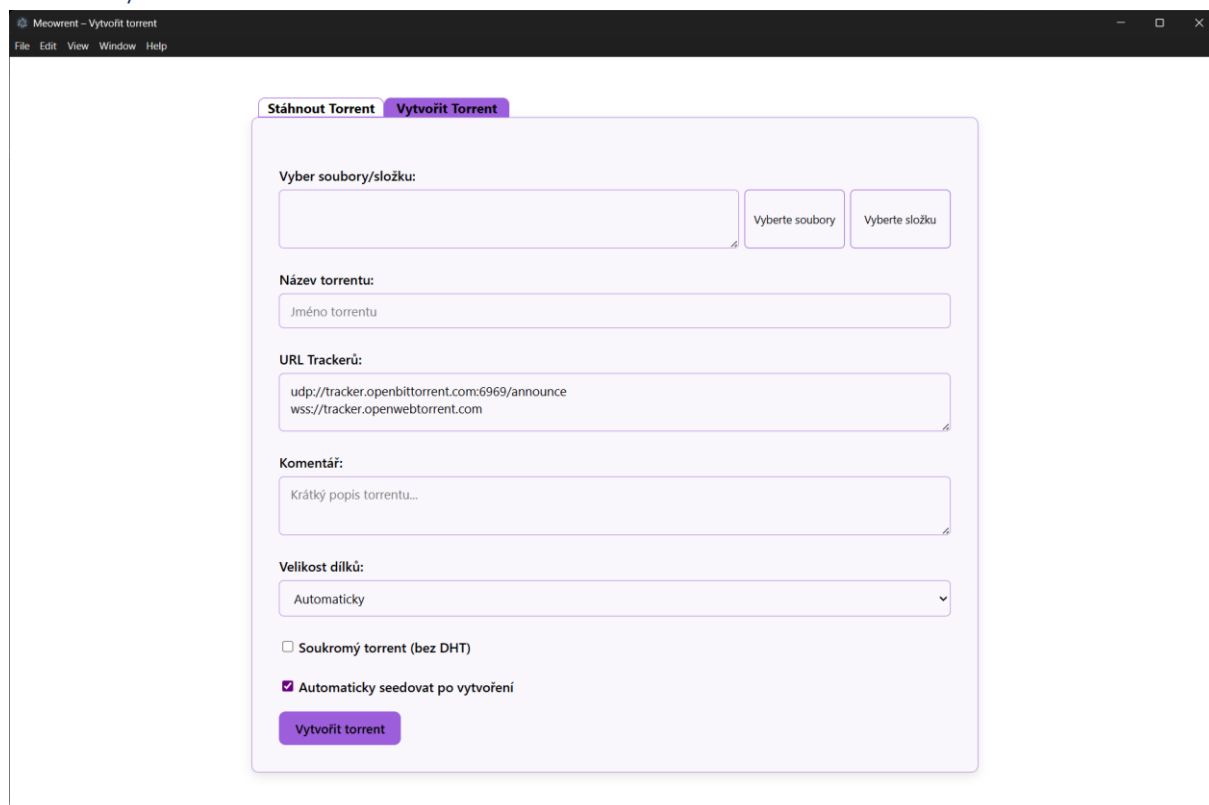 Meowrent – Vytvořit torrent
File Edit View Window Help
Stáhnout Torrent Vytvořit Torrent
Vyber soubory/složku:
Vyberte soubory Vyberte složku
Název torrentu:
Jméno torrentu
URL Trackerů:
udp://tracker.openbittorrent.com:6969/announce
wss://tracker.openwebtorrent.com
Komentář:
Krátký popis torrentu...
Velikost dílků:
Automaticky
Soukromý torrent (bez DHT)
Automaticky seedovat po vytvoření
Vytvořit torrent